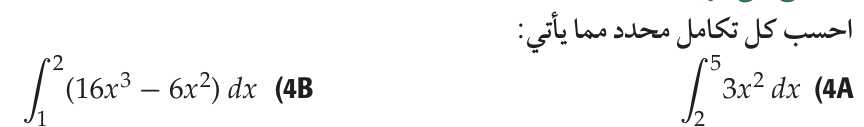 احسب كل تكامل محدد مما يأتي:
(4A ∫₂⁵ 3x² dx
(4B ∫₁² (16x³ − 6x²) dx